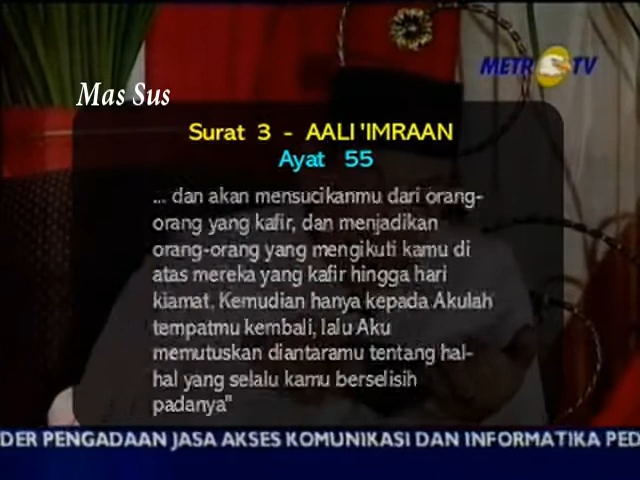 METR TV
Mas Sus
Surat 3 - AALI 'IMRAAN
Ayat 55
... dan akan mensucikanmu dari orang-
orang yang kafir, dan menjadikan
orang-orang yang mengikuti kamu di
atas mereka yang kafir hingga hari
kiamat. Kemudian hanya kepada Akulah
tempatmu kembali, lalu Aku
memutuskan diantaramu tentang hal-
hal yang selalu kamu berselisih
padanya"
DER PENGADAAN JASA AKSES KOMUNIKASI DAN INFORMATIKA PED